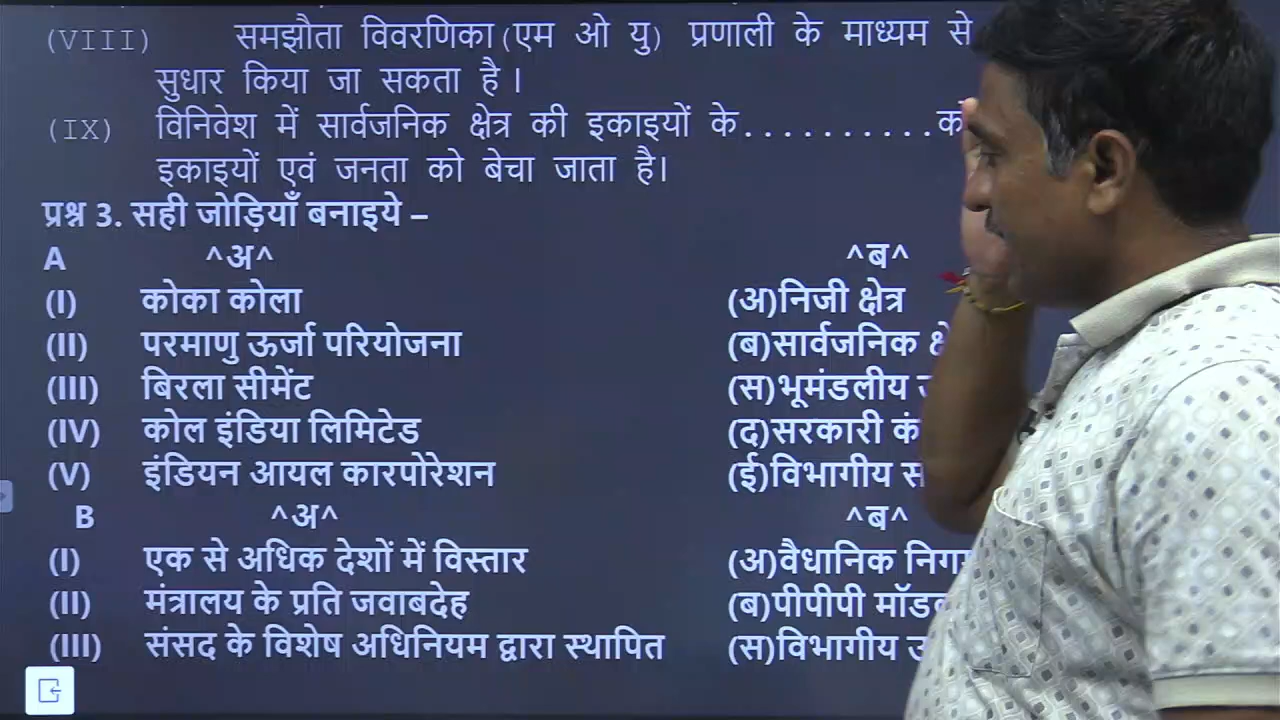 (VIII) समझौता विवरणिका(एम ओ यु) प्रणाली के माध्यम से
सुधार किया जा सकता है।
(IX) विनिवेश में सार्वजनिक क्षेत्र की इकाइयों के..........
इकाइयों एवं जनता को बेचा जाता है।
प्रश्न 3. सही जोड़ियाँ बनाइये –
A ^अ^ ^ब^
(I) कोका कोला (अ)निजी क्षेत्र
(II) परमाणु ऊर्जा परियोजना (ब)सार्वजनिक
(III) बिरला सीमेंट (स)भूमंडलीय
(IV) कोल इंडिया लिमिटेड (द)सरकारी
(V) इंडियन आयल कारपोरेशन (ई)विभागीय
B ^अ^ ^ब^
(I) एक से अधिक देशों में विस्तार (अ)वैधानिक
(II) मंत्रालय के प्रति जवाबदेह (ब)पीपीपी
(III) संसद के विशेष अधिनियम द्वारा स्थापित (स)विभागीय